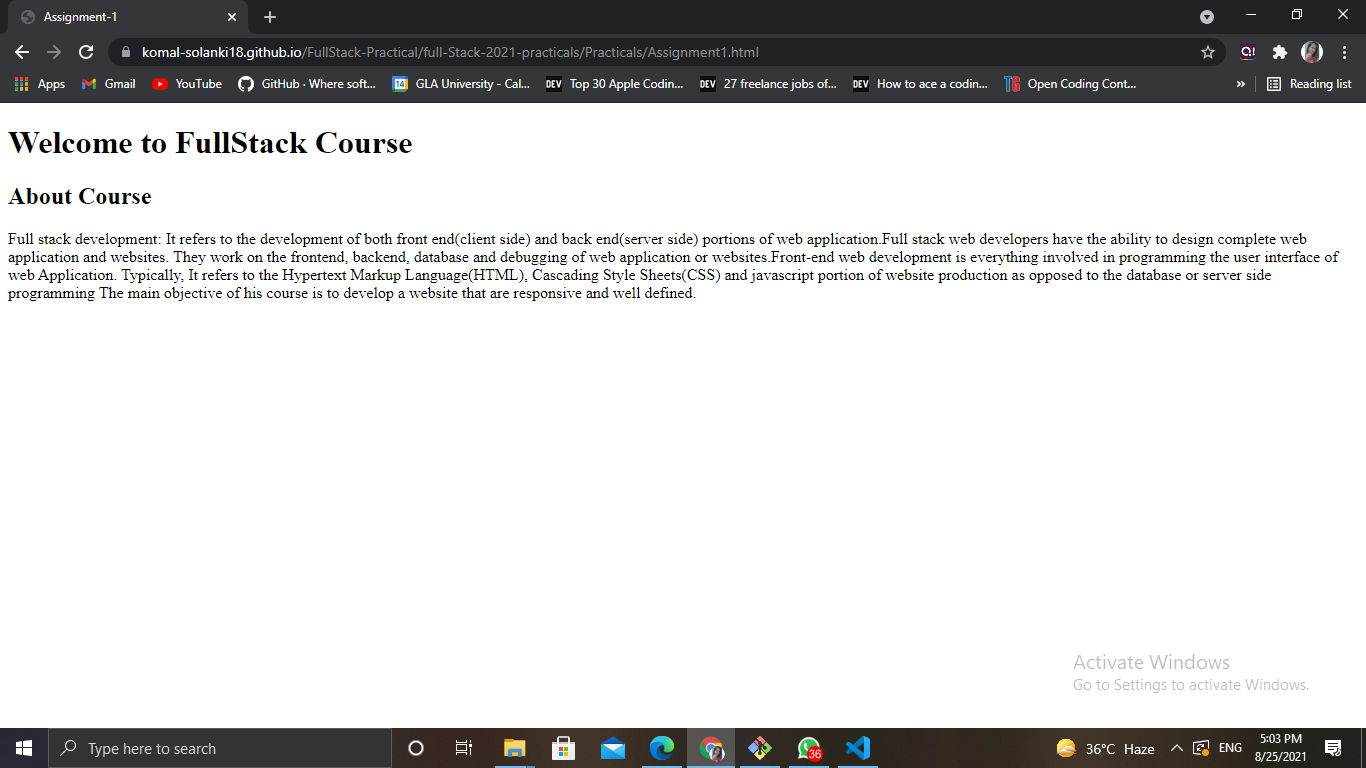 Assignment-1
komal-solanki18.github.io/FullStack-Practical/full-Stack-2021-practicals/Practicals/Assignment1.html
Apps Gmail YouTube GitHub · Where soft... 14 GLA University - Cal... DEV Top 30 Apple Codin... DEV 27 freelance jobs of... DEV How to ace a codin... TG Open Coding Cont... » Reading list
Welcome to FullStack Course
About Course
Full stack development: It refers to the development of both front end(client side) and back end(server side) portions of web application.Full stack web developers have the ability to design complete web
application and websites. They work on the frontend, backend, database and debugging of web application or websites.Front-end web development is everything involved in programming the user interface of
web Application. Typically, It refers to the Hypertext Markup Language(HTML), Cascading Style Sheets(CSS) and javascript portion of website production as opposed to the database or server side
programming The main objective of his course is to develop a website that are responsive and well defined.
Activate Windows
Go to Settings to activate Windows.
Type here to search
36
36°C Haze
ENG
5:03 PM
8/25/2021